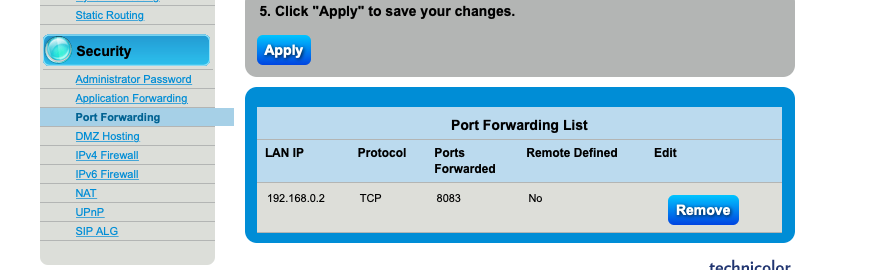 Static Routing
Security
Administrator Password
Application Forwarding
Port Forwarding
DMZ Hosting
IPv4 Firewall
IPv6 Firewall
NAT
UPnP
SIP ALG
5. Click "Apply" to save your changes.
Apply
Port Forwarding List
LAN IP Protocol Ports Forwarded Remote Defined Edit
192.168.0.2 TCP 8083 No Remove
technicolor